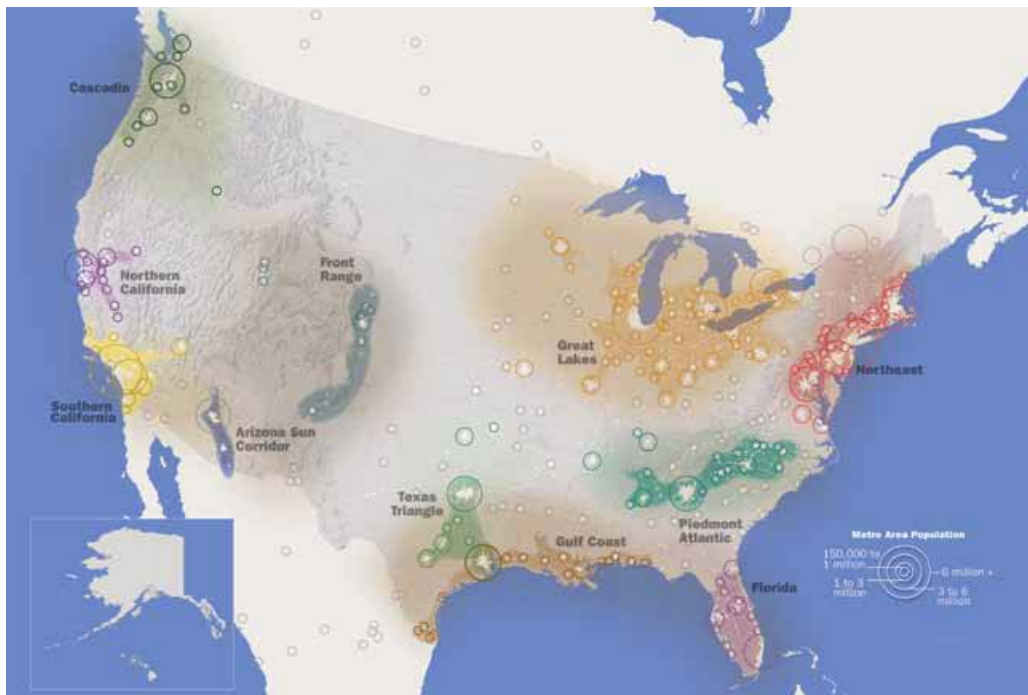 Cascadia
Northern
California
Front
Range
Great
Lakes
Northeast
Southern
California
Arizona Sun
Corridor
Texas
Triangle
Gulf Coast
Piedmont
Atlantic
Florida
Metro Area Population
150,000 to
1 million
1 to 3
million
6 million +
3 to 6
million